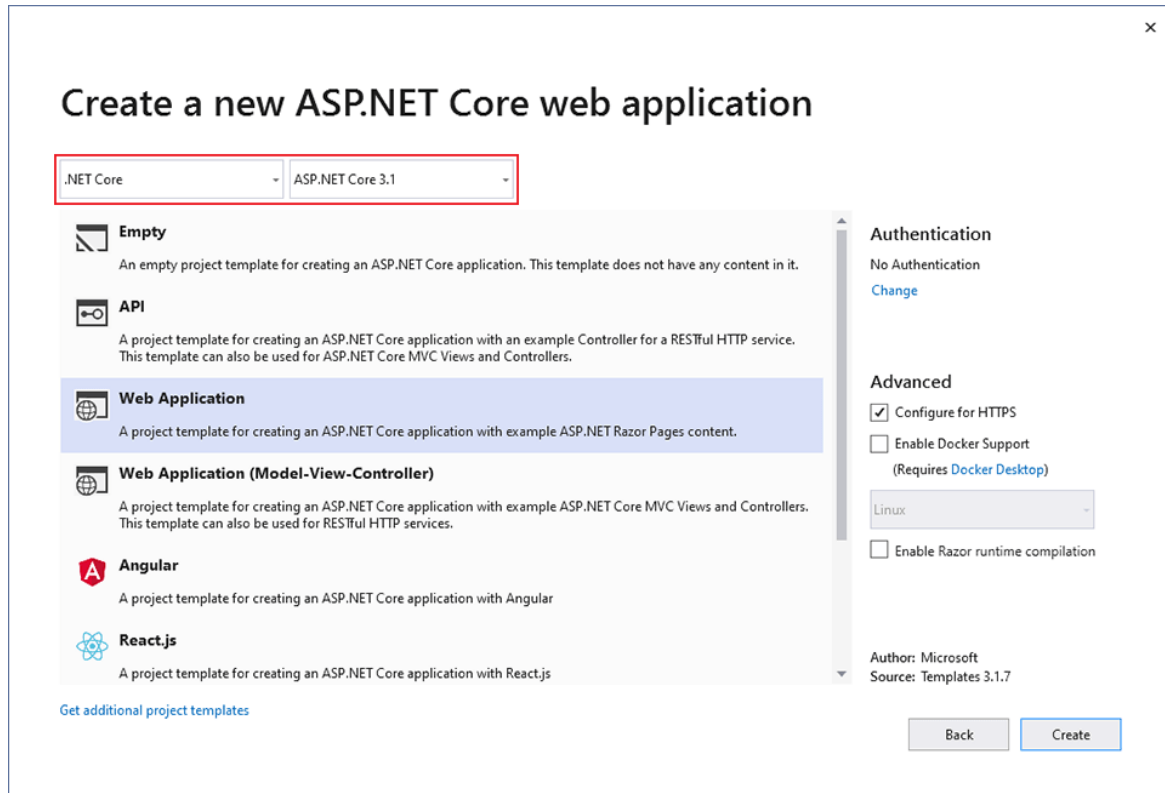 Create a new ASP.NET Core web application
.NET Core
ASP.NET Core 3.1
Empty
An empty project template for creating an ASP.NET Core application. This template does not have any content in it.
API
A project template for creating an ASP.NET Core application with an example Controller for a RESTful HTTP service.
This template can also be used for ASP.NET Core MVC Views and Controllers.
Web Application
A project template for creating an ASP.NET Core application with example ASP.NET Razor Pages content.
Web Application (Model-View-Controller)
A project template for creating an ASP.NET Core application with example ASP.NET Core MVC Views and Controllers.
This template can also be used for RESTful HTTP services.
Angular
A project template for creating an ASP.NET Core application with Angular
React.js
A project template for creating an ASP.NET Core application with React.js
Get additional project templates
Authentication
No Authentication
Change
Advanced
Configure for HTTPS
Enable Docker Support
(Requires Docker Desktop)
Linux
Enable Razor runtime compilation
Author: Microsoft
Source: Templates 3.1.7
Back
Create